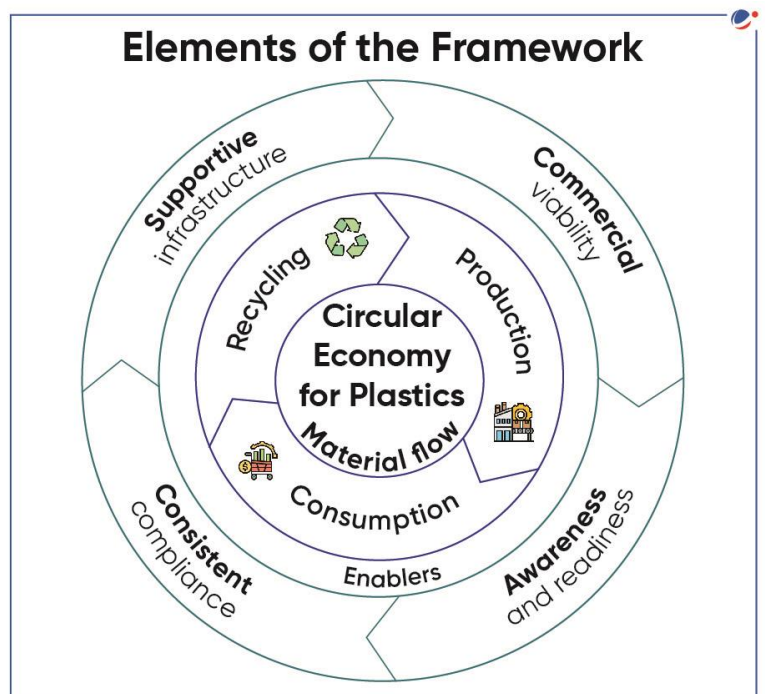 Elements of the Framework
Supportive
infrastructure
Commercial
viability
Recycling
Production
Circular
Economy
for Plastics
Material flow
Consumption
Enablers
Consistent
compliance
Awareness
and readiness